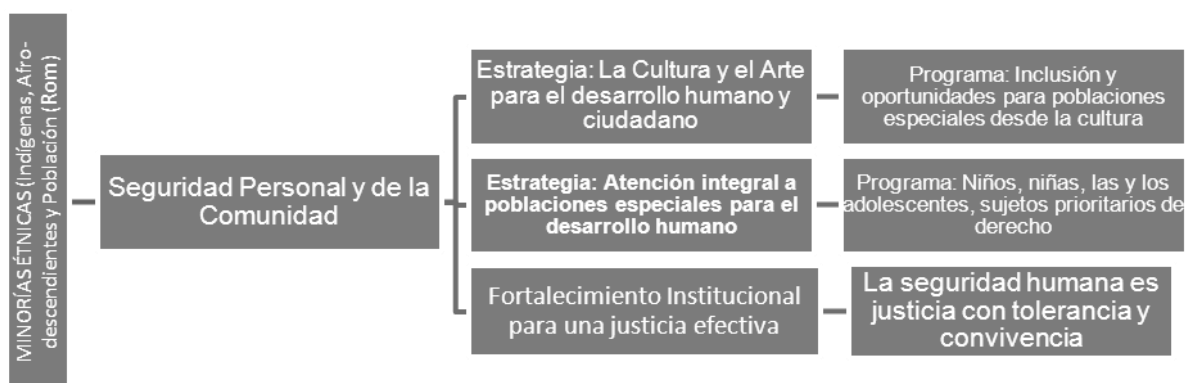 MINORÍAS ÉTNICAS (Indígenas, Afro-
descendientes y Población (Rom)
Seguridad Personal y de la
Comunidad
Estrategia: La Cultura y el Arte
para el desarrollo humano y
ciudadano
Programa: Inclusión y
oportunidades para poblaciones
especiales desde la cultura
Estrategia: Atención integral a
poblaciones especiales para el
desarrollo humano
Programa: Niños, niñas, las y los
adolescentes, sujetos prioritarios de
derecho
Fortalecimiento Institucional
para una justicia efectiva
La seguridad humana es
justicia con tolerancia y
convivencia